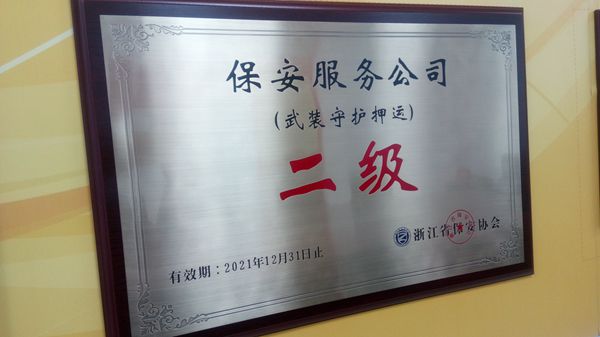 保安服务公司
(武装守护押运)
二级
浙江省保安协会
有效期：2021年12月31日止